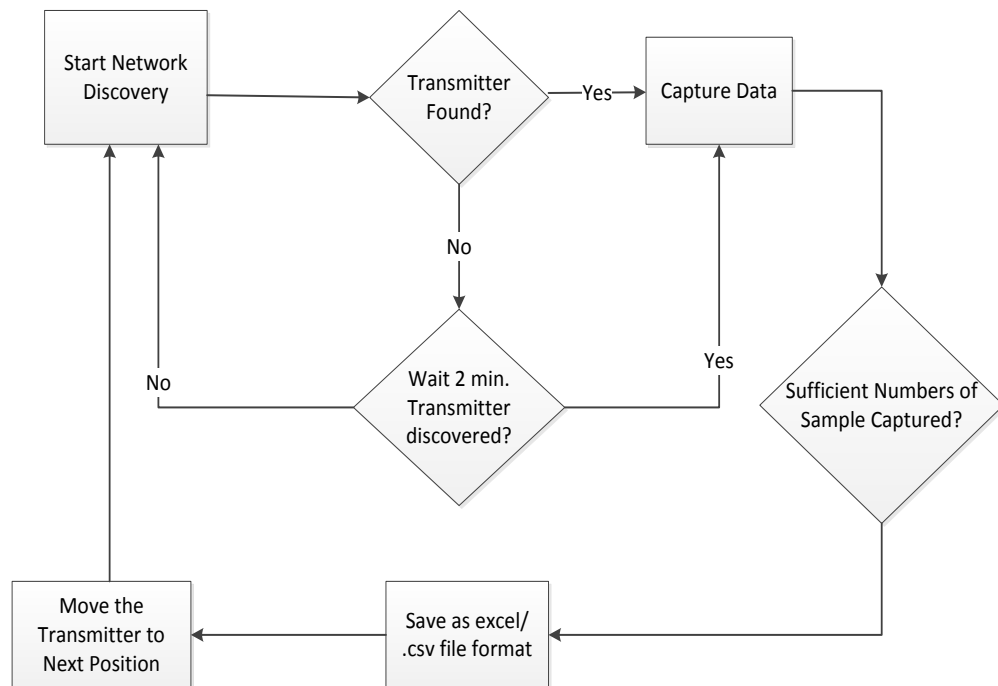 Start Network
Discovery
Transmitter
Found?
Yes
Capture Data
No
No
Wait 2 min.
Transmitter
discovered?
Yes
Sufficient Numbers of
Sample Captured?
Move the
Transmitter to
Next Position
Save as excel/
.csv file format